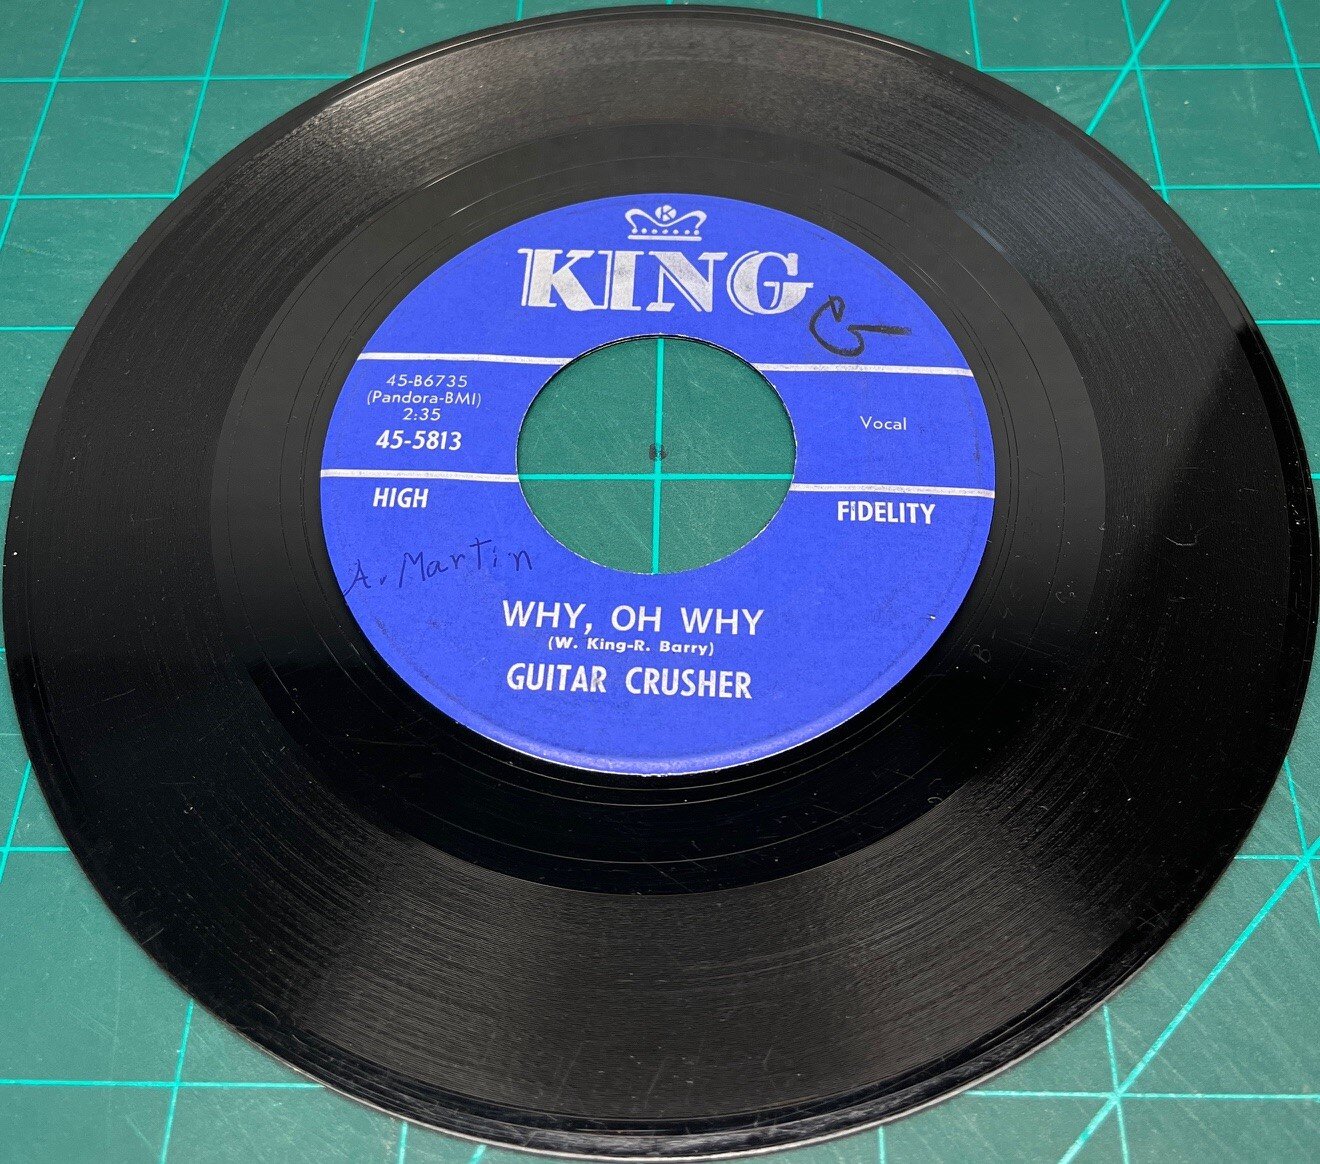 K
KING
G-
45-B6735
(Pandora-BMI)
2:35
45-5813
Vocal
HIGH
FIDELITY
A. Martin
WHY, OH WHY
(W. King-R. Barry)
GUITAR CRUSHER